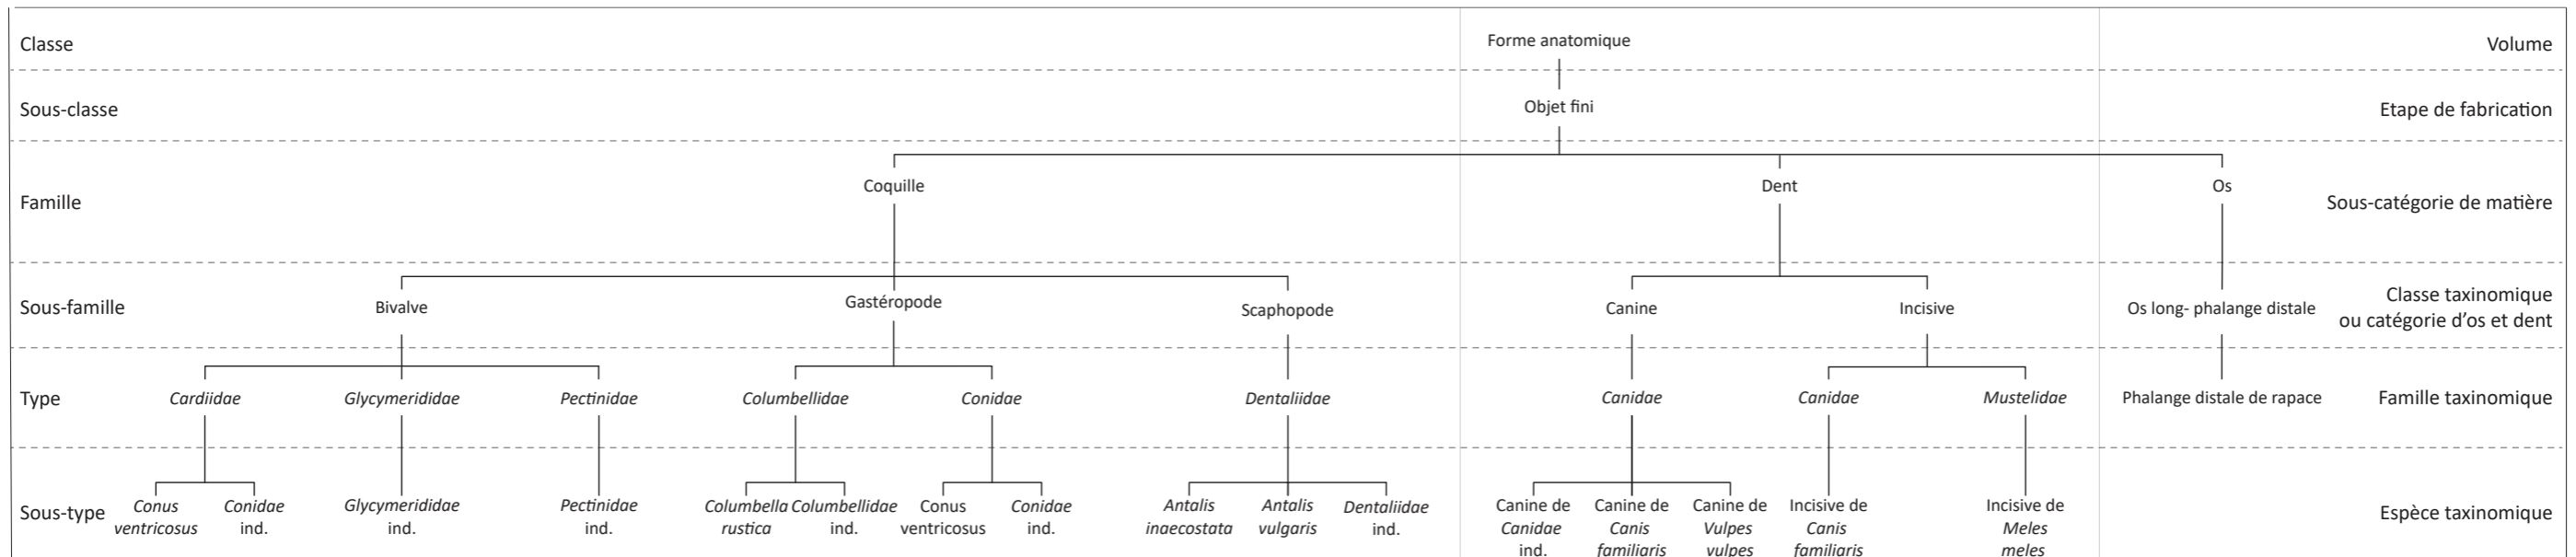 Classe
Forme anatomique
Volume
Sous-classe
Objet fini
Etape de fabrication
Famille
Coquille
Dent
Os
Sous-catégorie de matière
Sous-famille
Bivalve
Gastéropode
Scaphopode
Canine
Incisive
Os long- phalange distale
Classe taxinomique
ou catégorie d'os et dent
Type
Cardiidae
Glycymerididae
Pectinidae
Columbellidae
Conidae
Dentaliidae
Canidae
Canidae
Mustelidae
Phalange distale de rapace
Famille taxinomique
Sous-type
Conus
ventricosus
Conidae
ind.
Glycymerididae
ind.
Pectinidae
ind.
Columbella
rustica
Columbellidae
ind.
Conus
ventricosus
Conidae
ind.
Antalis
inaecostata
Antalis
vulgaris
Dentaliidae
ind.
Canine de
Canidae
ind.
Canine de
Canis
familiaris
Canine de
Vulpes
vulpes
Incisive de
Canis
familiaris
Incisive de
Meles
meles
Espèce taxinomique